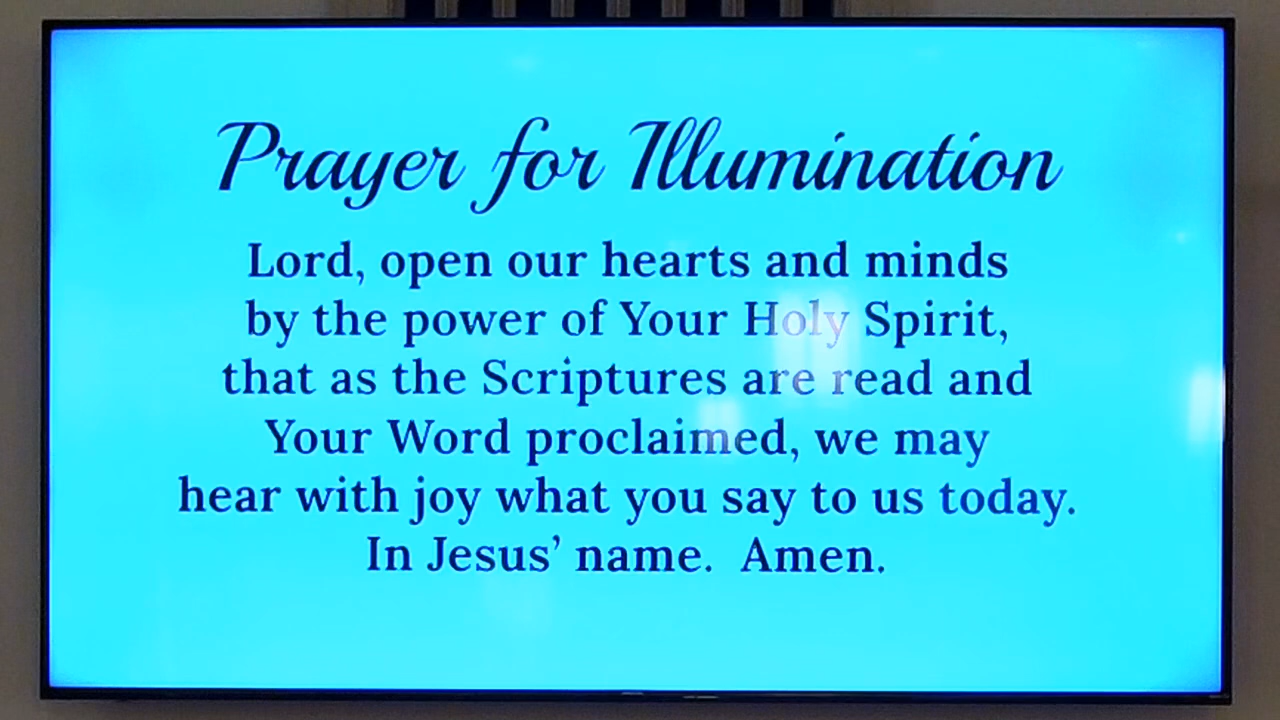 Prayer for Illumination
Lord, open our hearts and minds
by the power of Your Holy Spirit,
that as the Scriptures are read and
Your Word proclaimed, we may
hear with joy what you say to us today.
In Jesus’ name.  Amen.